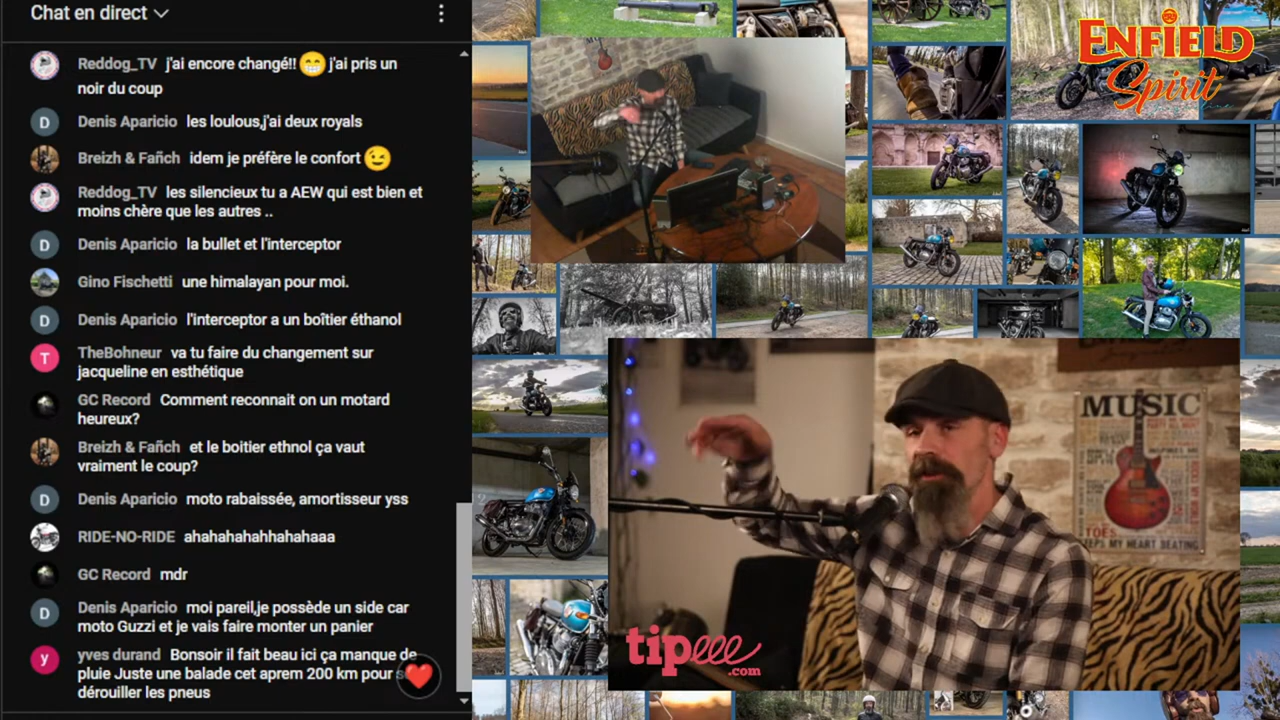 Chat en direct
Reddog_TV j'ai encore changé!! 😁 j'ai pris un
noir du coup
Denis Aparicio les loulous,j'ai deux royals
Breizh & Fañch idem je préfère le confort 😉
Reddog_TV les silencieux tu a AEW qui est bien et
moins chère que les autres ..
Denis Aparicio la bullet et l'interceptor
Gino Fischetti une himalayan pour moi.
Denis Aparicio l'interceptor a un boîtier éthanol
TheBohneur va tu faire du changement sur
jacqueline en esthétique
GC Record Comment reconnait on un motard
heureux?
Breizh & Fañch et le boitier ethnol ça vaut
vraiment le coup?
Denis Aparicio moto rabaissée, amortisseur yss
RIDE-NO-RIDE ahahahahahhahahaaa
GC Record mdr
Denis Aparicio moi pareil,je possède un side car
moto Guzzi et je vais faire monter un panier
yves durand Bonsoir il fait beau ici ça manque de
pluie Juste une balade cet aprem 200 km pour
dérouiller les pneus
D
D
D
D
T
D
D
y
ENFIELD
Spirit
MUSIC
TOES
KEEPS MY HEART BEATING
tipeee
.com